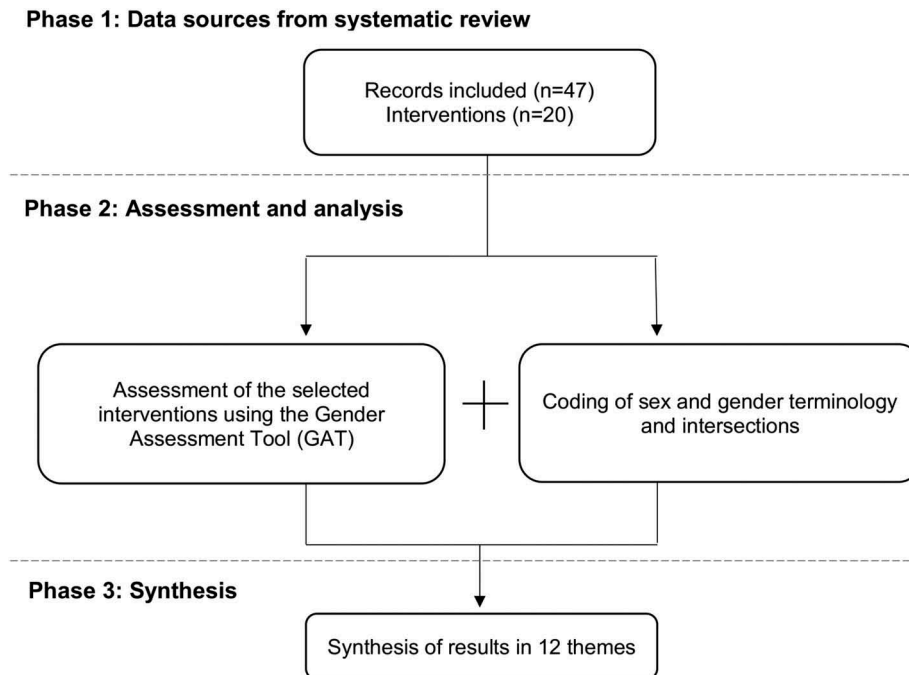 Phase 1: Data sources from systematic review
Records included (n=47)
Interventions (n=20)
Phase 2: Assessment and analysis
Assessment of the selected
interventions using the Gender
Assessment Tool (GAT)
Coding of sex and gender terminology
and intersections
Phase 3: Synthesis
Synthesis of results in 12 themes